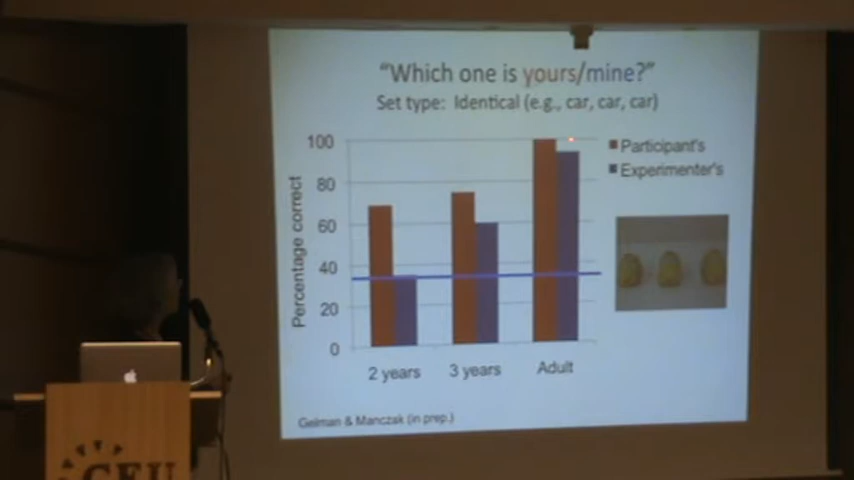 "Which one is yours/mine?"
Set type: Identical (e.g., car, car, car)
Percentage correct
100
80
60
40
20
0
2 years
3 years
Adult
Participant's
Experimenter's
Gelman & Manczak (in prep.)
CEU